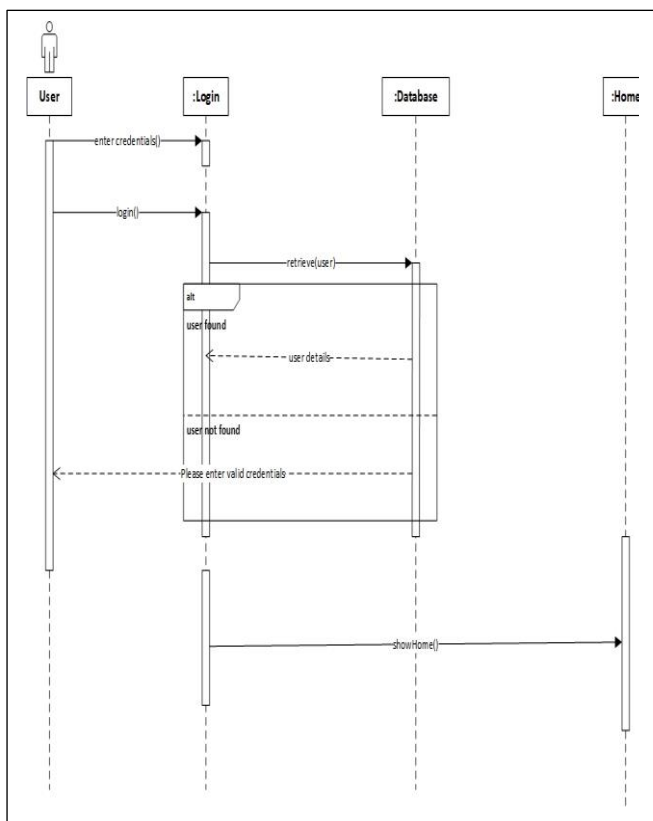 User
:Login
:Database
:Home
enter credentials()
login()
retrieve(user)
alt
user found
user details
user not found
Please enter valid credentials
showHome()